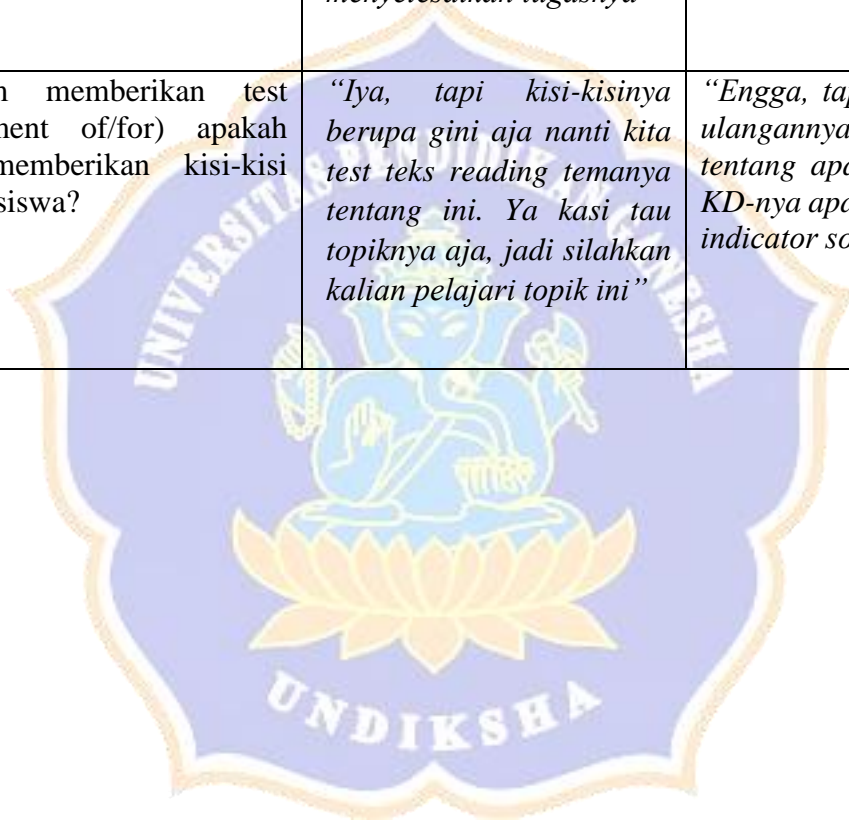 menyelesaikan tugasnya”
n memberikan test
ment of/for) apakah
memberikan kisi-kisi
siswa?
“Iya, tapi kisi-kisinya
berupa gini aja nanti kita
test teks reading temanya
tentang ini. Ya kasi tau
topiknya aja, jadi silahkan
kalian pelajari topik ini”
“Engga, tap
ulangannya
tentang apa
KD-nya apa
indicator so
UNIVERSITAS PENDIDIKAN GANESHA
UNDIKSHA